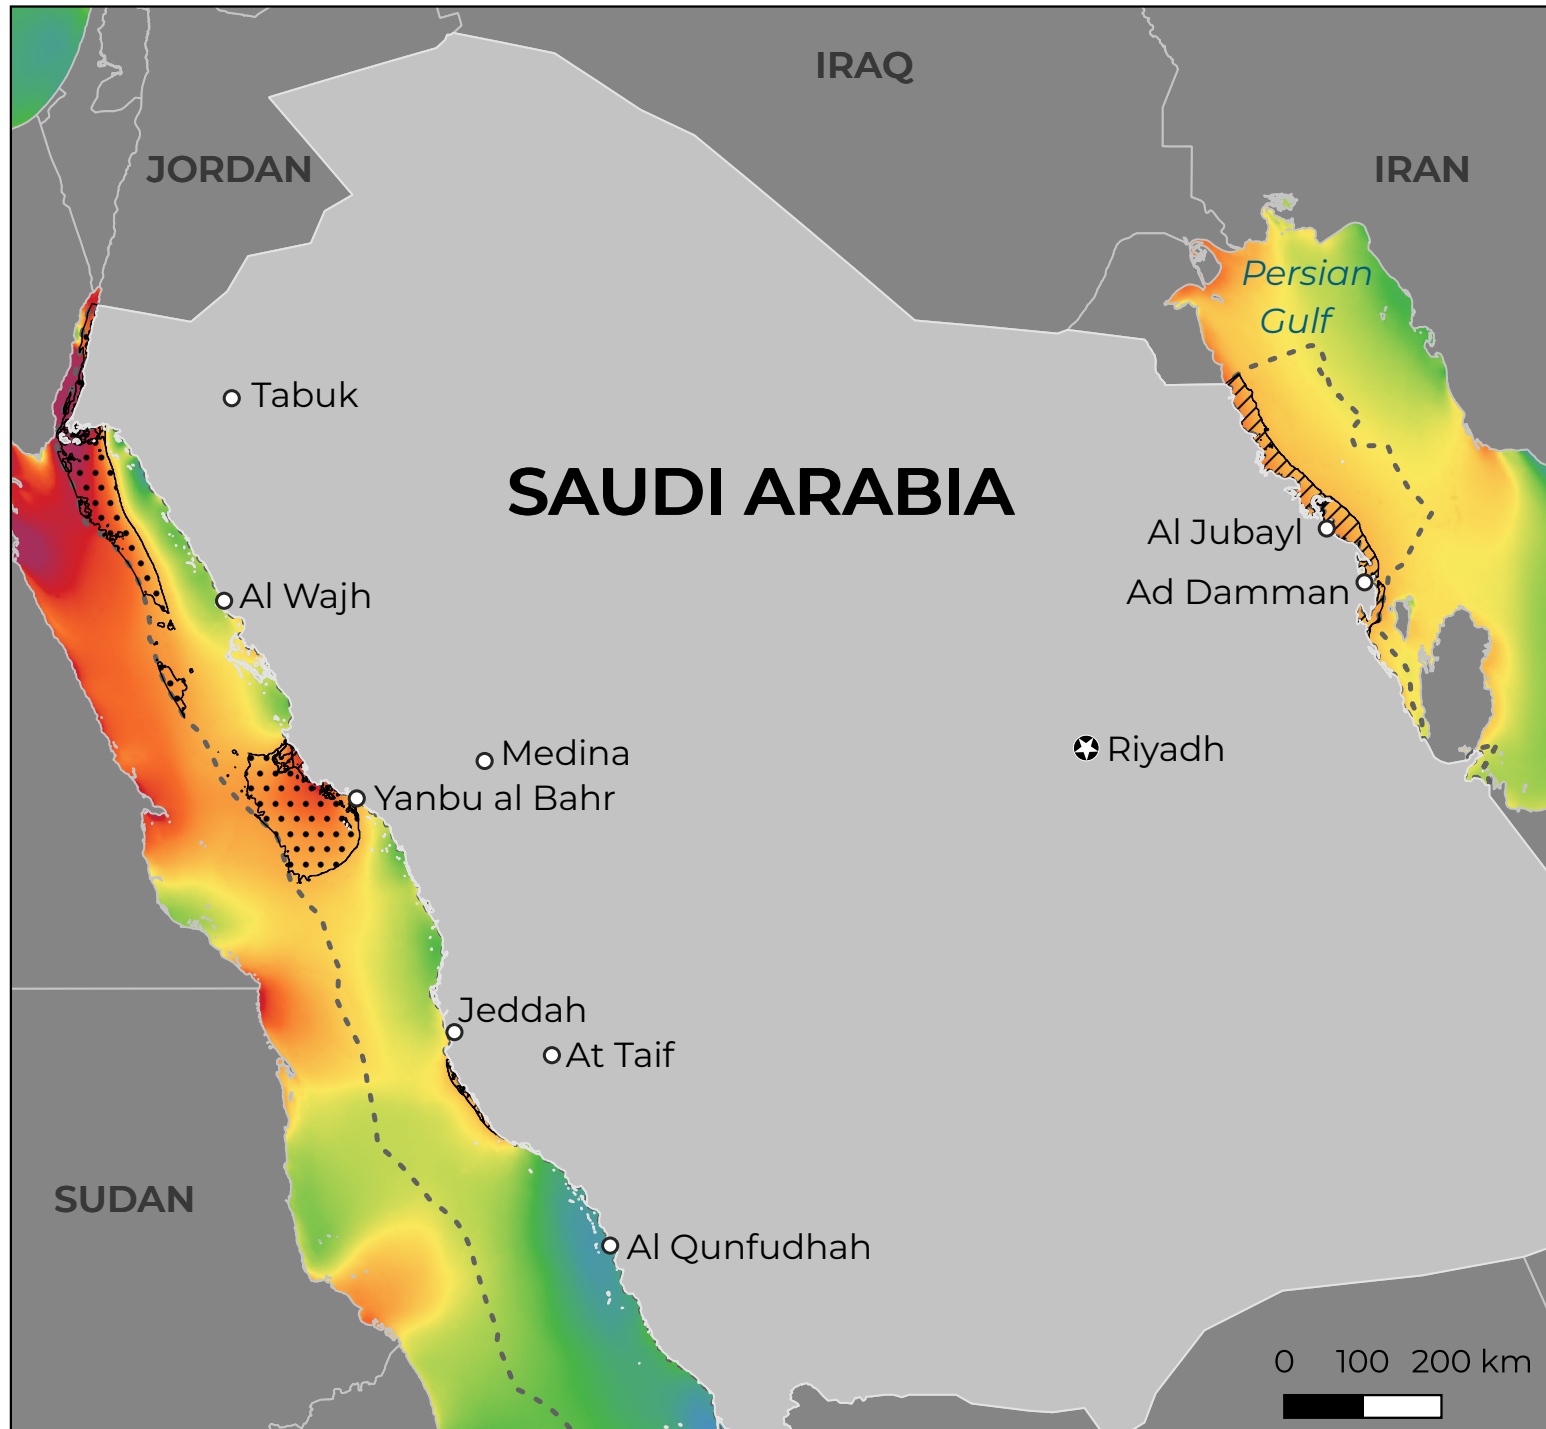 IRAQ
JORDAN
IRAN
Persian
Gulf
Tabuk
SAUDI ARABIA
Al Jubayl
Ad Damman
Al Wajh
Medina
Riyadh
Yanbu al Bahr
Jeddah
At Taif
SUDAN
Al Qunfudhah
0 100 200 km